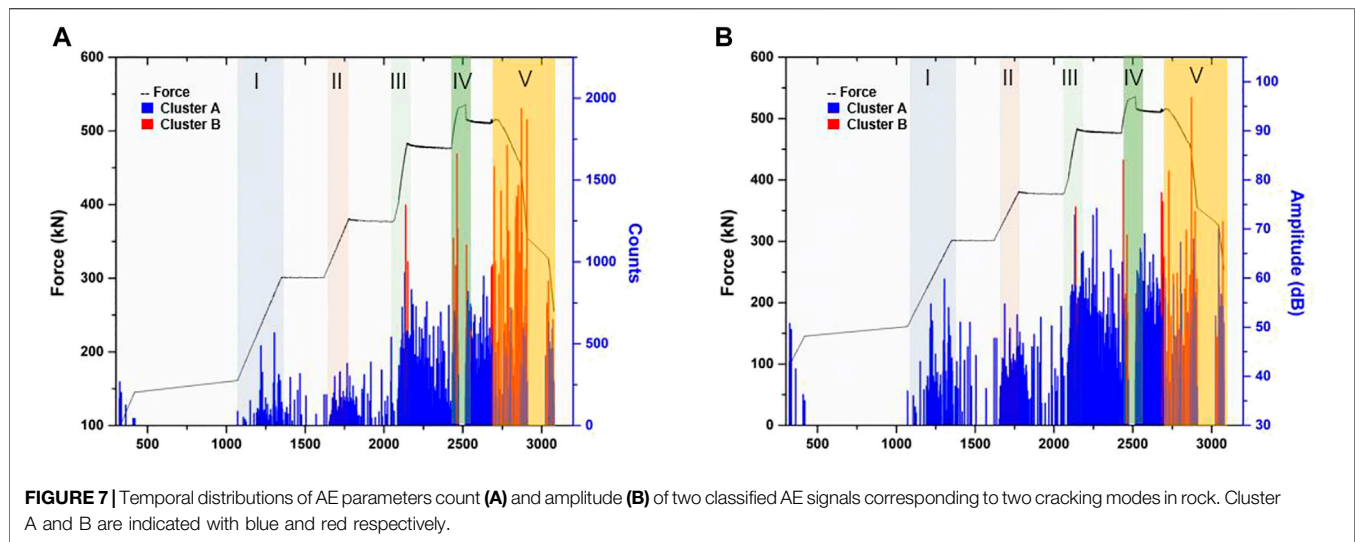 A
600
500
400
300
200
100
Force (kN)
I
II
III
IV
V
-- Force
Cluster A
Cluster B
2000
1500
1000
500
0
Counts
500
1000
1500
2000
2500
3000
B
600
500
400
300
200
100
0
Force (kN)
I
II
III
IV
V
-- Force
Cluster A
Cluster B
100
90
80
70
60
50
40
30
Amplitude (dB)
500
1000
1500
2000
2500
3000
FIGURE 7 | Temporal distributions of AE parameters count (A) and amplitude (B) of two classified AE signals corresponding to two cracking modes in rock. Cluster
A and B are indicated with blue and red respectively.